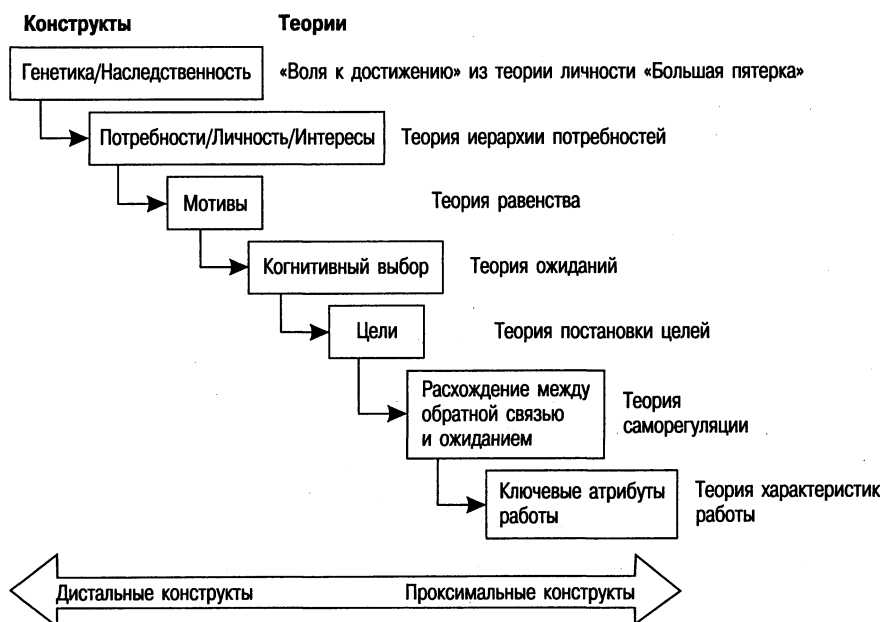 Конструкты Теории
Генетика/Наследственность «Воля к достижению» из теории личности «Большая пятерка»
Потребности/Личность/Интересы Теория иерархии потребностей
Мотивы Теория равенства
Когнитивный выбор Теория ожиданий
Цели Теория постановки целей
Расхождение между
обратной связью
и ожиданием
Теория
саморегуляции
Ключевые атрибуты
работы
Теория характеристик
работы
Дистальные конструкты Проксимальные конструкты